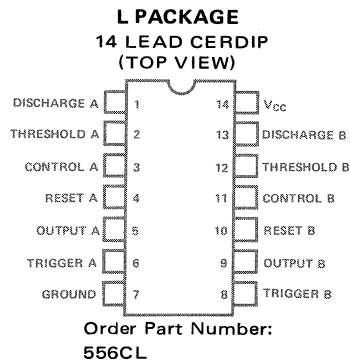 L PACKAGE
14 LEAD CERDIP
(TOP VIEW)
DISCHARGE A 1 14 VCC
THRESHOLD A 2 13 DISCHARGE B
CONTROL A 3 12 THRESHOLD B
RESET A 4 11 CONTROL B
OUTPUT A 5 10 RESET B
TRIGGER A 6 9 OUTPUT B
GROUND 7 8 TRIGGER B
Order Part Number:
556CL